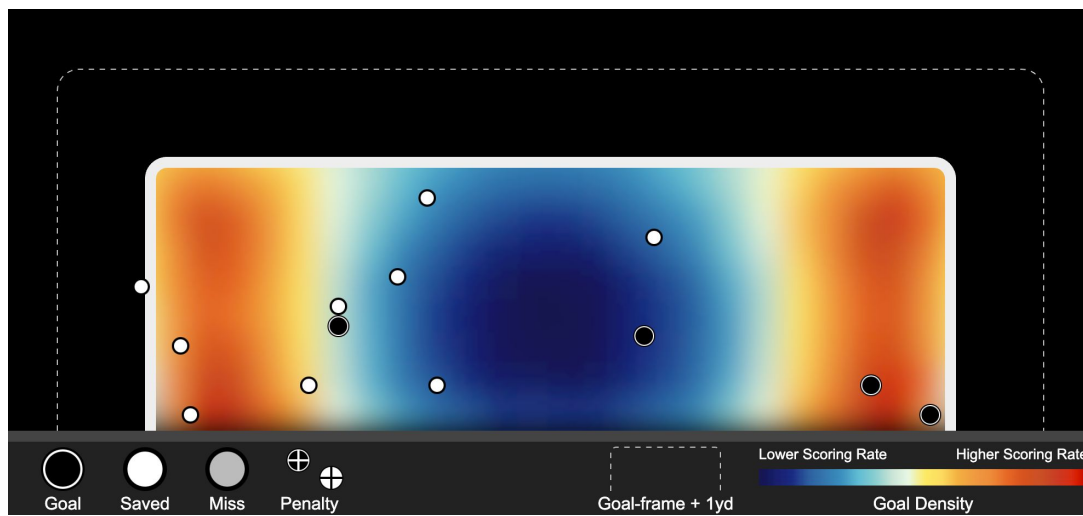 Lower Scoring Rate
Higher Scoring Rate
Goal
Saved
Miss
Penalty
Goal-frame + 1yd
Goal Density